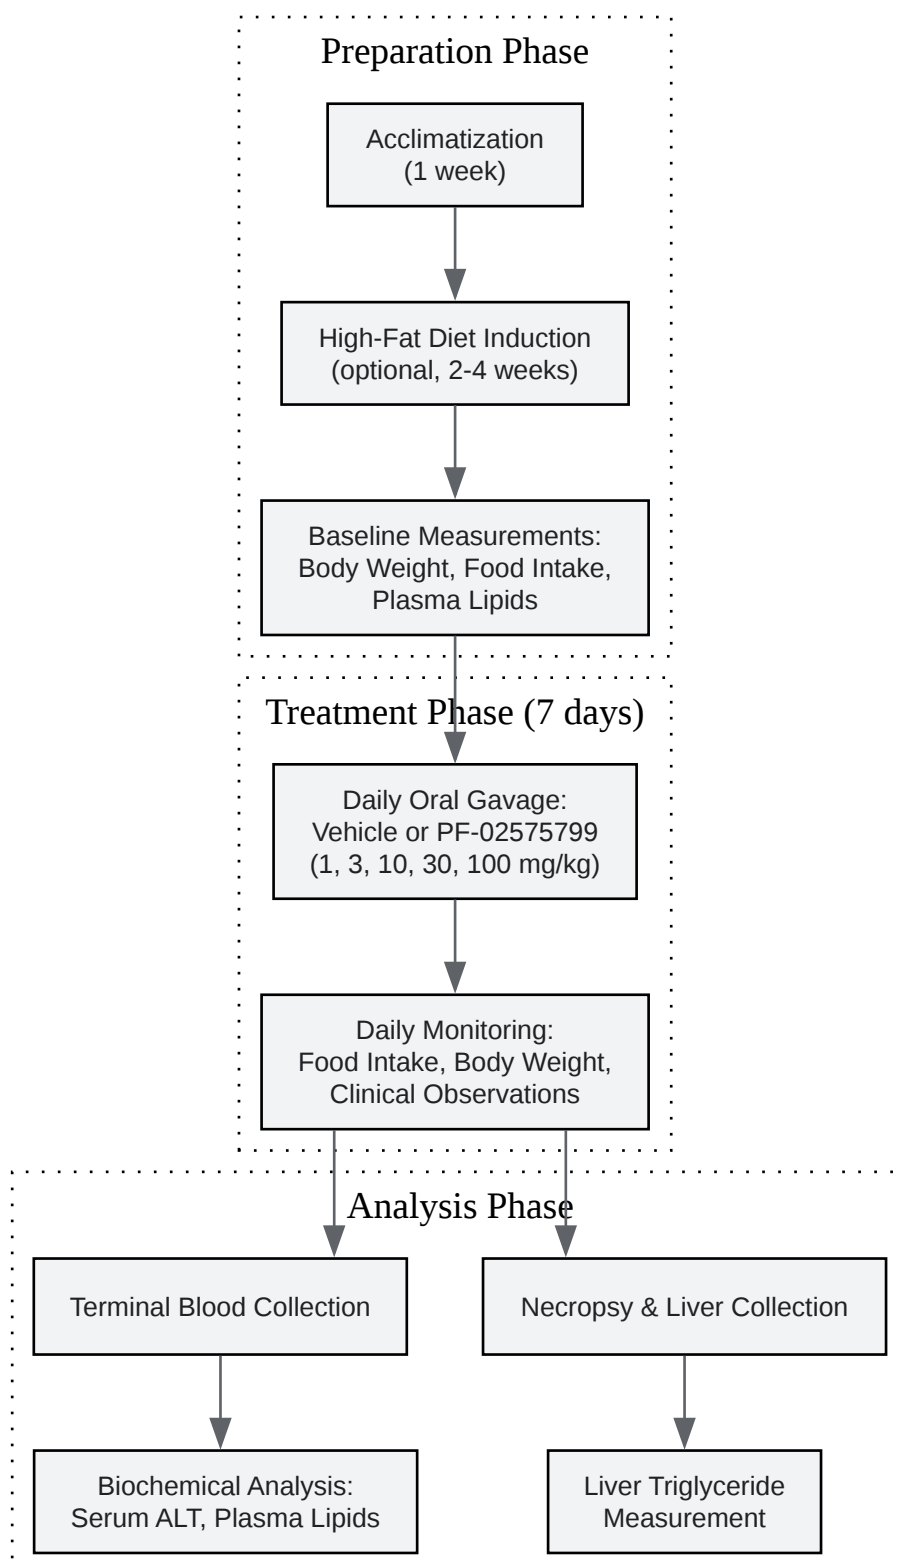 Preparation Phase
Acclimatization
(1 week)
High-Fat Diet Induction
(optional, 2-4 weeks)
Baseline Measurements:
Body Weight, Food Intake,
Plasma Lipids
Treatment Phase (7 days)
Daily Oral Gavage:
Vehicle or PF-02575799
(1, 3, 10, 30, 100 mg/kg)
Daily Monitoring:
Food Intake, Body Weight,
Clinical Observations
Analysis Phase
Terminal Blood Collection
Necropsy & Liver Collection
Biochemical Analysis:
Serum ALT, Plasma Lipids
Liver Triglyceride
Measurement